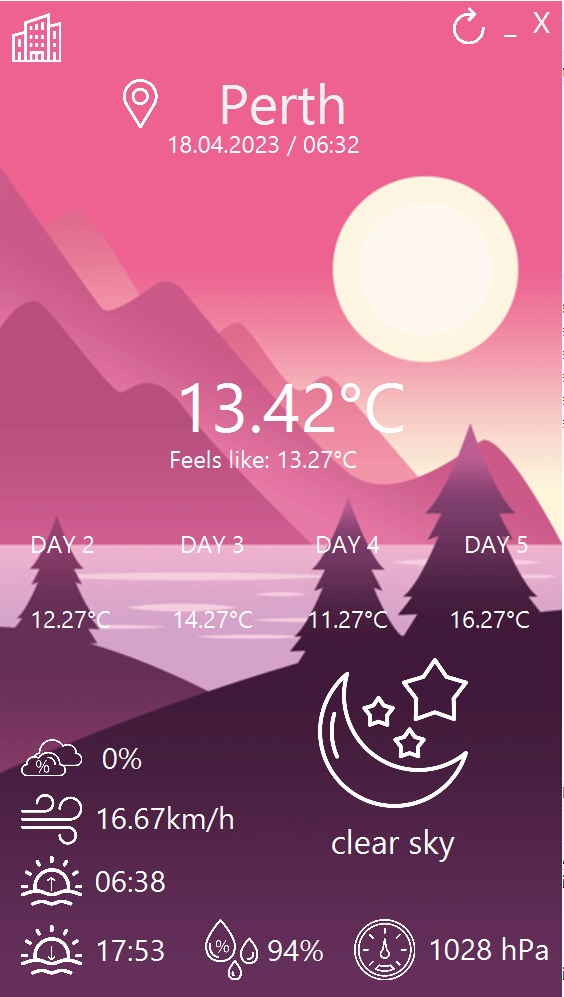 _ X
Perth
18.04.2023 / 06:32
13.42°C
Feels like: 13.27°C
DAY 2 DAY 3 DAY 4 DAY 5
12.27°C 14.27°C 11.27°C 16.27°C
% 0%
16.67km/h
clear sky
06:38
17:53 % 94% 1028 hPa